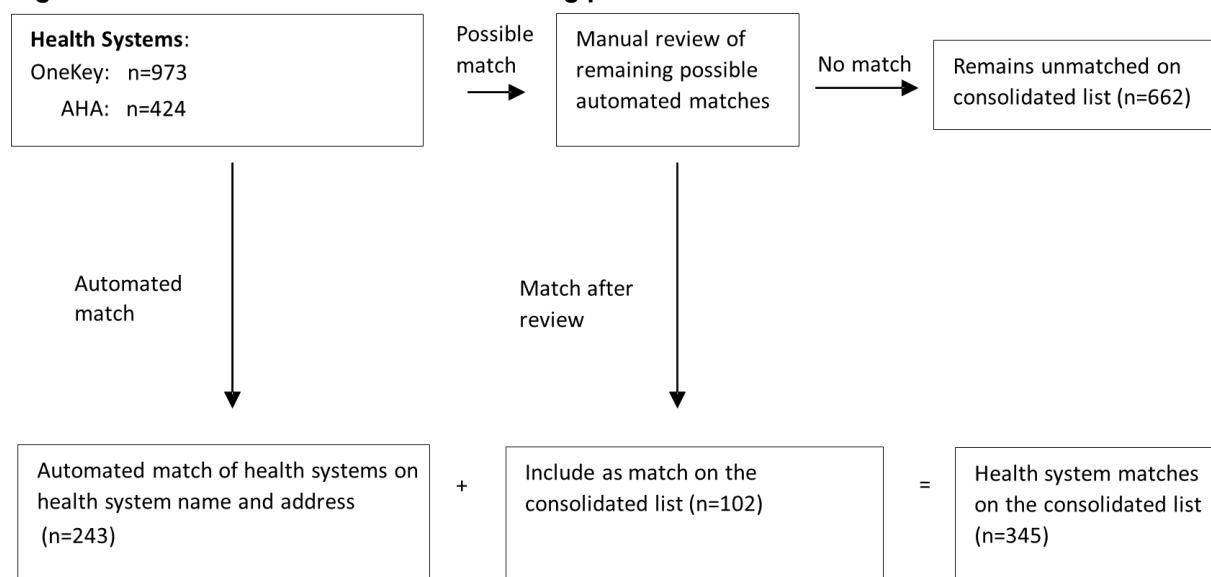 Health Systems:
OneKey: n=973
AHA: n=424
Possible
match
Manual review of
remaining possible
automated matches
No match
Remains unmatched on
consolidated list (n=662)
Automated
match
Match after
review
Automated match of health systems on
health system name and address
(n=243)
+
Include as match on the
consolidated list (n=102)
=
Health system matches
on the consolidated list
(n=345)